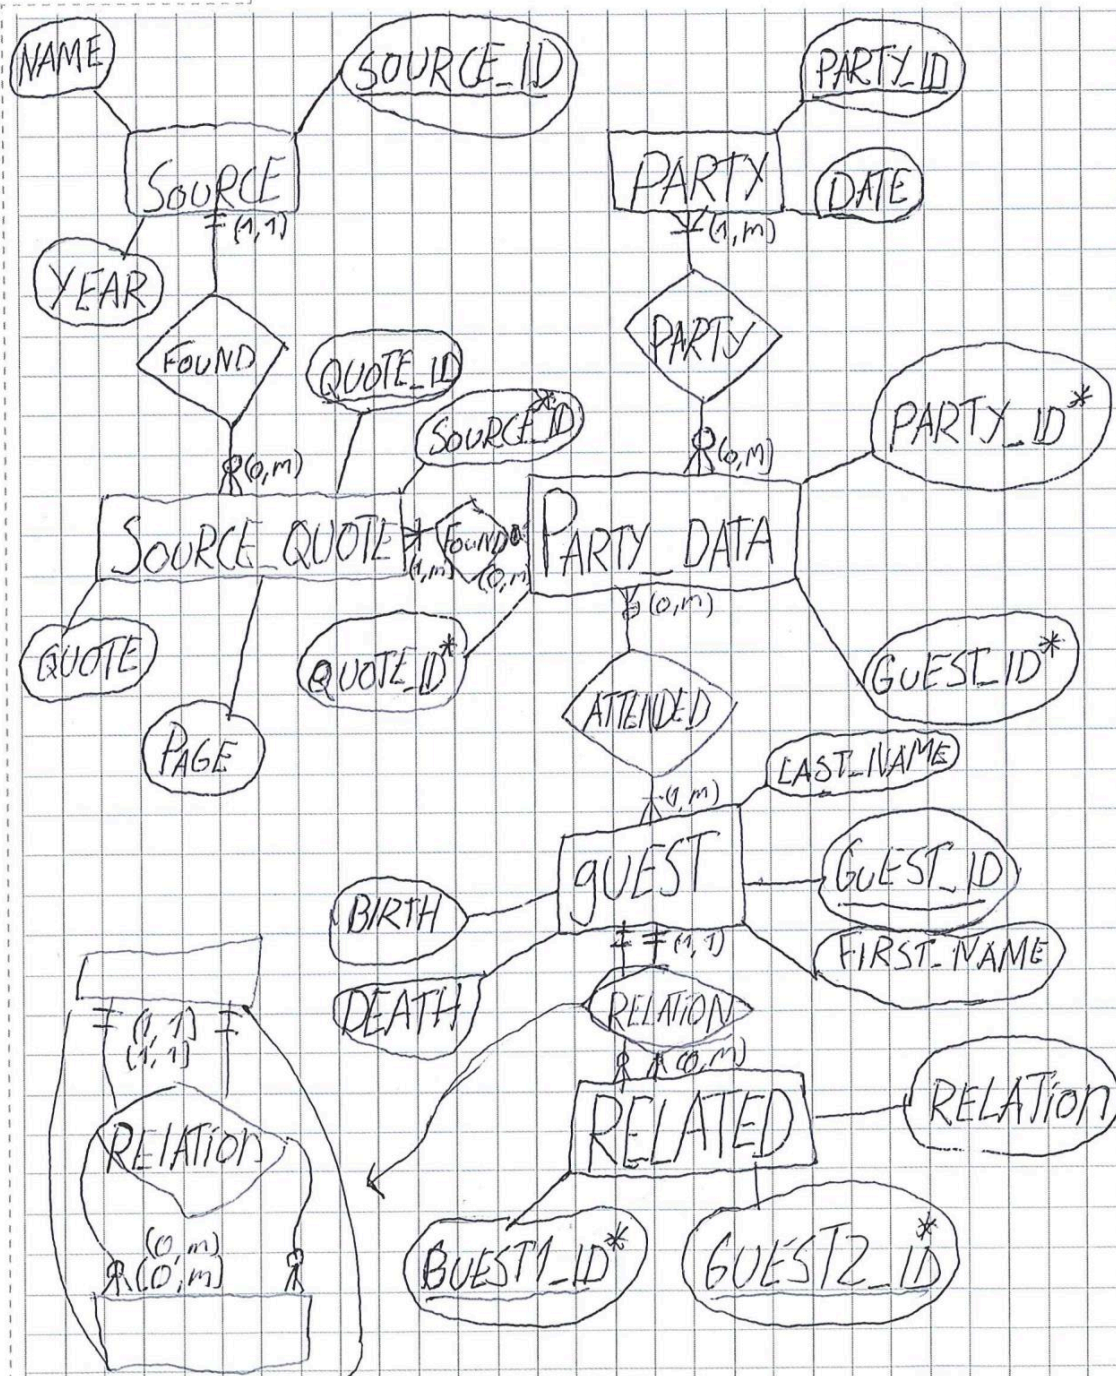 NAME
SOURCE_ID
PARTY_ID
SOURCE
PARTY
DATE
(1,1)
(1,m)
YEAR
FOUND
PARTY
QUOTE_ID
SOURCE_ID*
PARTY_ID*
(0,m)
(0,m)
SOURCE_QUOTE
FOUND
PARTY_DATA
(1,m)
(0,m)
(0,m)
QUOTE
QUOTE_ID*
GUEST_ID*
ATTENDED
PAGE
LAST_NAME
(1,m)
gUEST
GUEST_ID
BIRTH
(1,1)
FIRST_NAME
DEATH
RELATION
(1,1)
(1,1)
(0,m)
RELATED
RELATION
RELATION
BUEST1_ID*
GUEST2_ID*
(0,m)
(0,m)